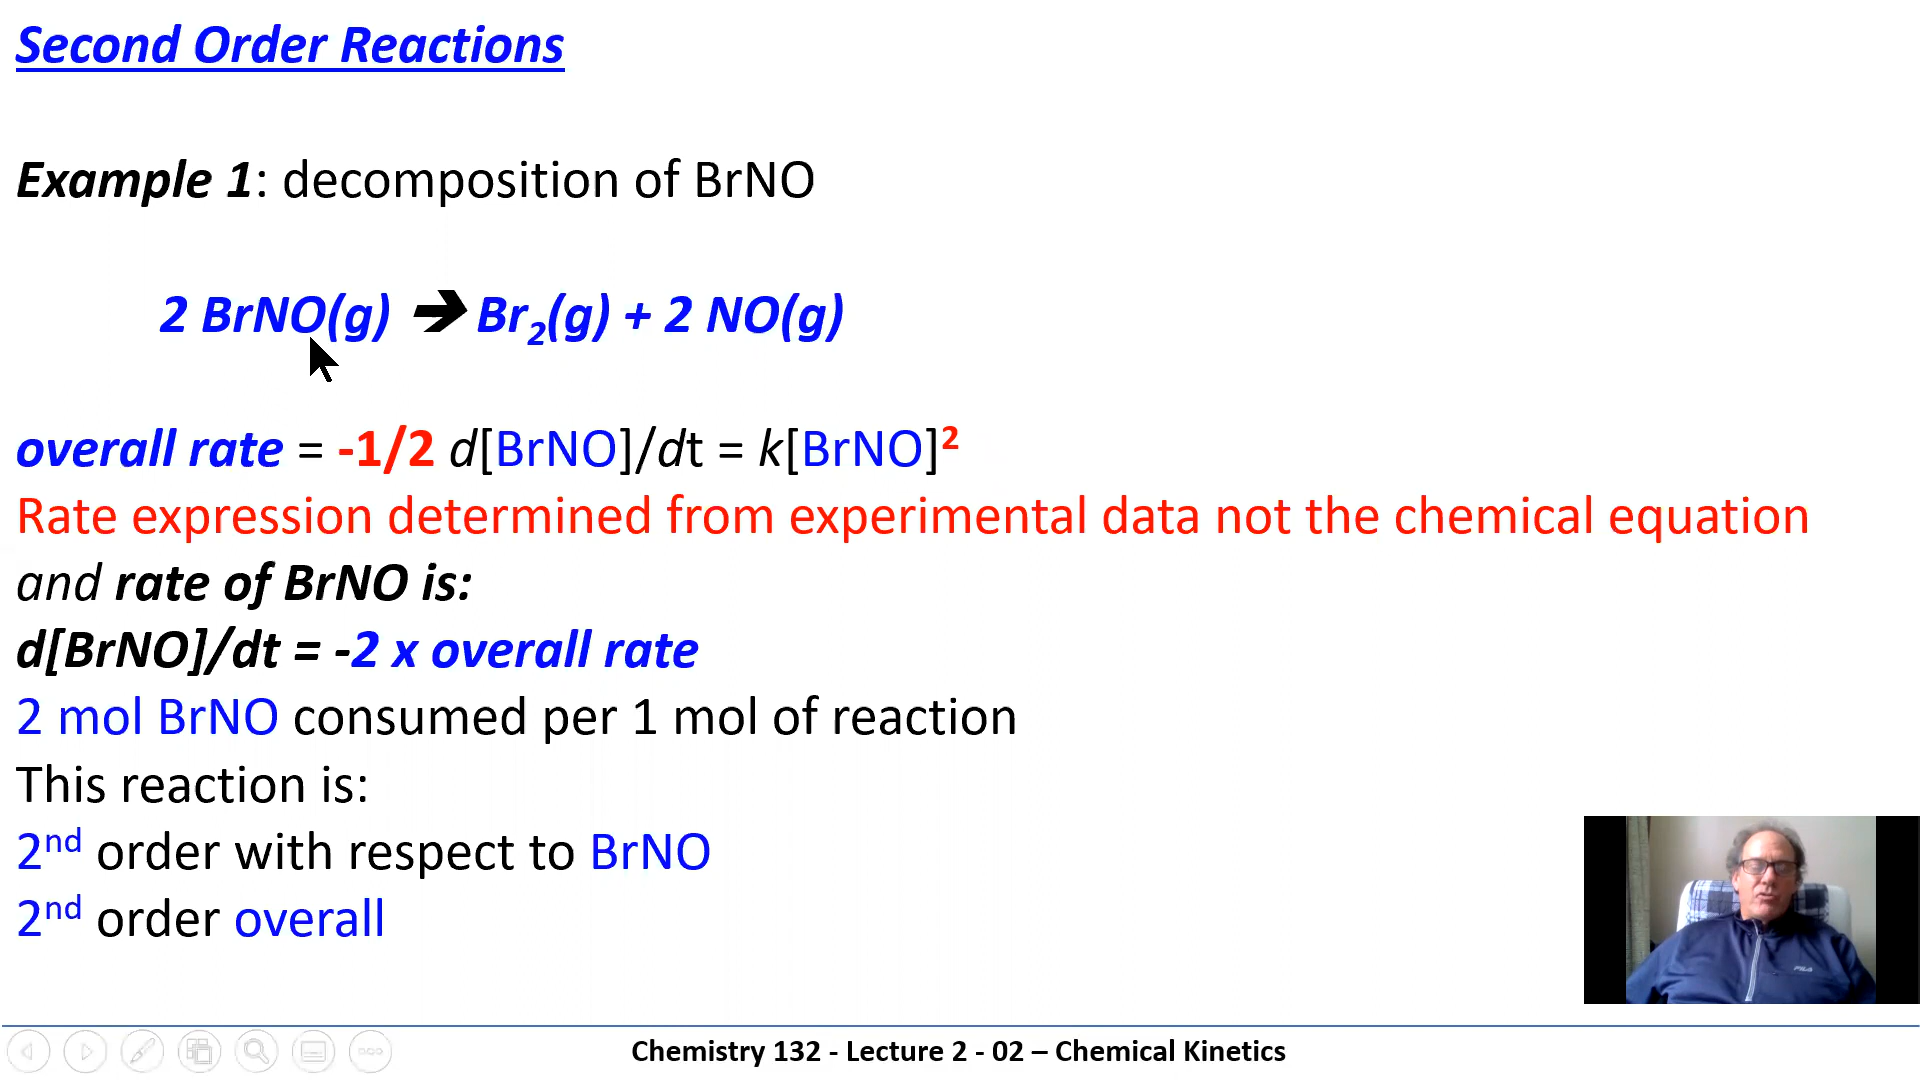 Second Order Reactions
Example 1: decomposition of BrNO
2 BrNO(g) 🡺 Br₂(g) + 2 NO(g)
overall rate = -1/2 d[BrNO]/dt = k[BrNO]²
Rate expression determined from experimental data not the chemical equation
and rate of BrNO is:
d[BrNO]/dt = -2 x overall rate
2 mol BrNO consumed per 1 mol of reaction
This reaction is:
2ⁿᵈ order with respect to BrNO
2ⁿᵈ order overall
FILA
Chemistry 132 - Lecture 2 - 02 – Chemical Kinetics